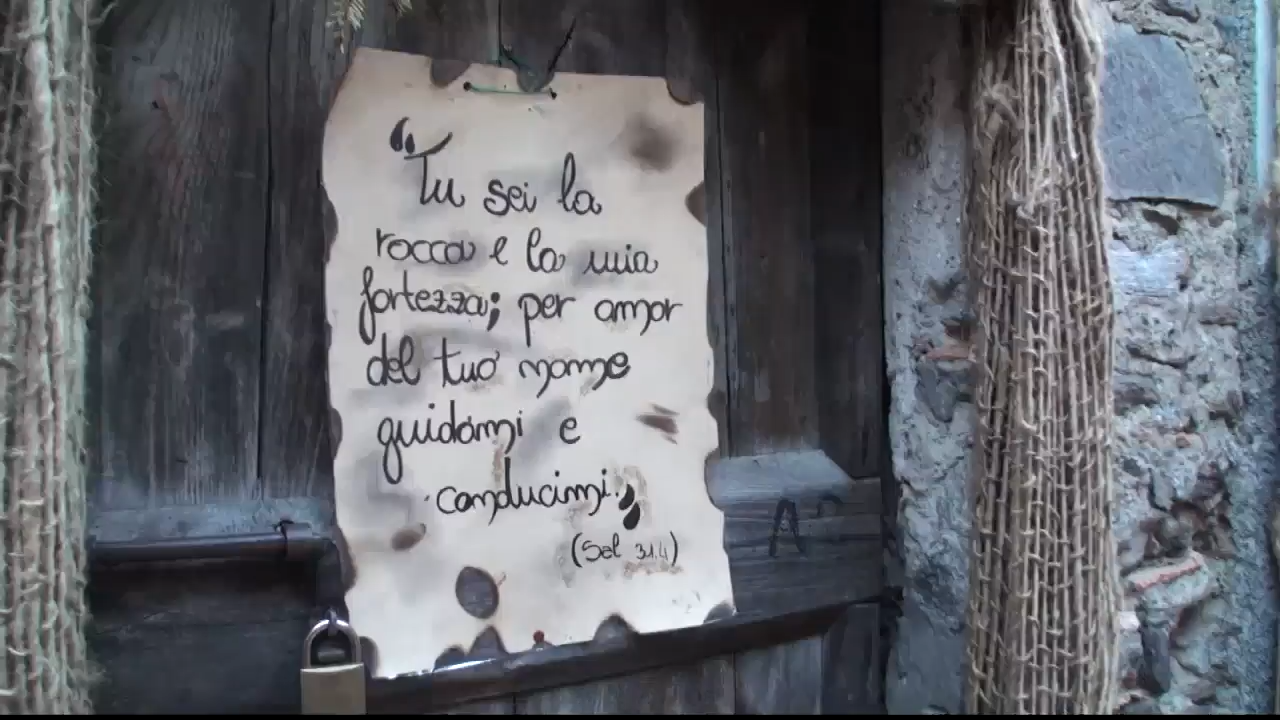 "Tu sei la
rocca e la mia
fortezza; per amor
del tuo nome
guidami e
conducimi."
(Sal 31.4)
A